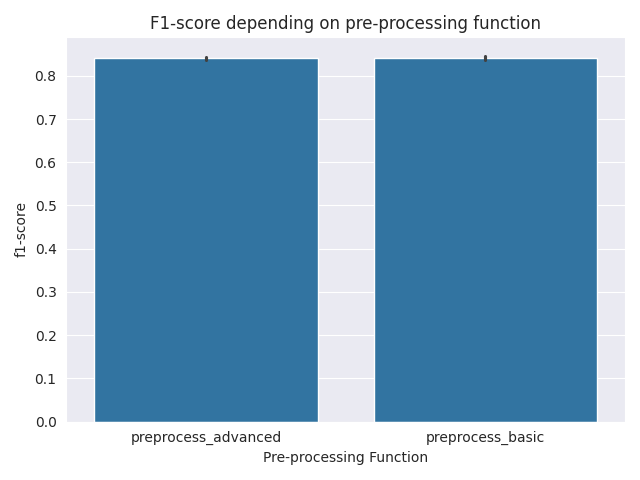 F1-score depending on pre-processing function
0.8
0.7
0.6
0.5
0.4
0.3
0.2
0.1
0.0
f1-score
preprocess_advanced
preprocess_basic
Pre-processing Function